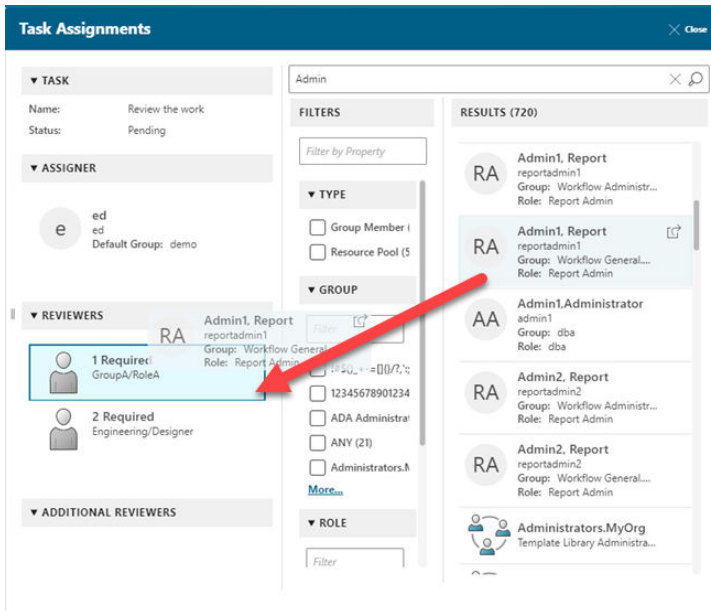 Task Assignments
Close
▼ TASK
Name: Review the work
Status: Pending
▼ ASSIGNER
e
ed
ed
Default Group: demo
▼ REVIEWERS
RA
Admin1, Report
reportadmin1
Group: Workflow General
Role: Report Admin
1 Required
GroupA/RoleA
2 Required
Engineering/Designer
▼ ADDITIONAL REVIEWERS
Admin
FILTERS
Filter by Property
▼ TYPE
Group Member (
Resource Pool (5
▼ GROUP
Filter
12345678901234
ADA Administrat
ANY (21)
Administrators.M
More...
▼ ROLE
Filter
RESULTS (720)
RA
Admin1, Report
reportadmin1
Group: Workflow Administr...
Role: Report Admin
RA
Admin1, Report
reportadmin1
Group: Workflow General....
Role: Report Admin
AA
Admin1,Administrator
admin1
Group: dba
Role: dba
RA
Admin2, Report
reportadmin2
Group: Workflow Administr...
Role: Report Admin
RA
Admin2, Report
reportadmin2
Group: Workflow General....
Role: Report Admin
Administrators.MyOrg
Template Library Administra...